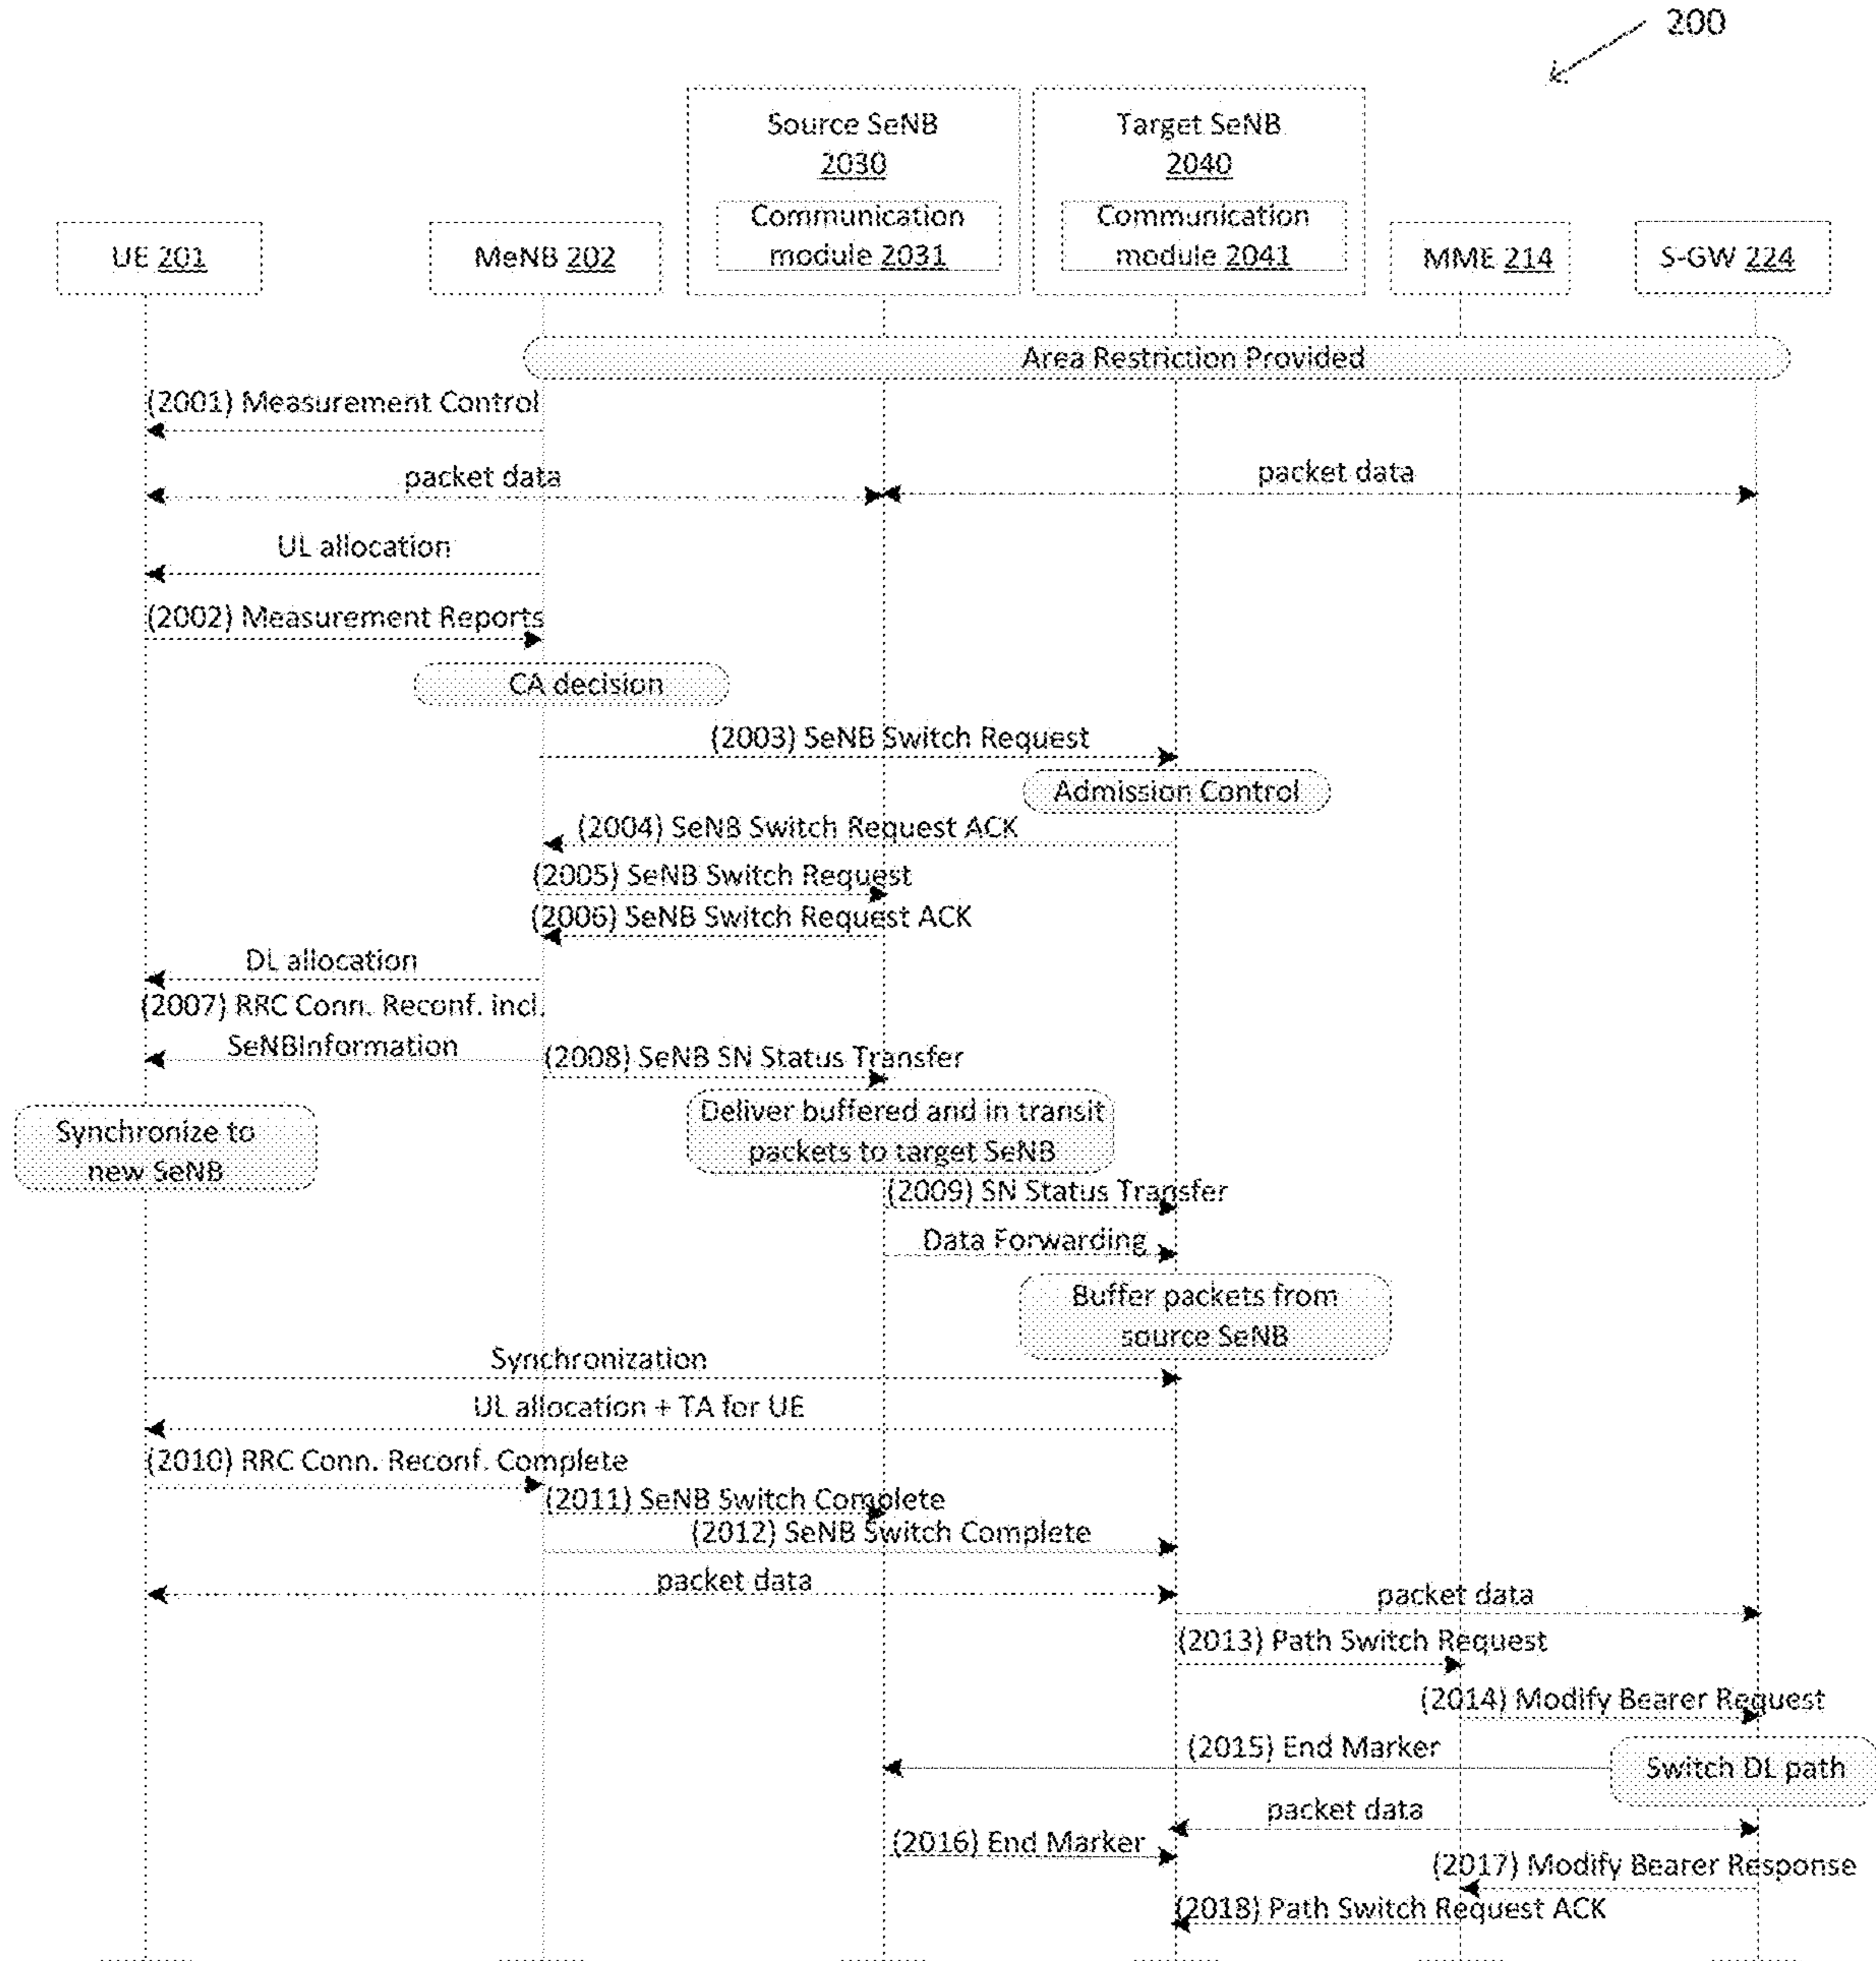 200
Source SeNB
2030
Communication
module 2031
Target SeNB
2040
Communication
module 2041
UE 201
MeNB 202
MME 214
S-GW 224
Area Restriction Provided
(2001) Measurement Control
packet data
packet data
UL allocation
(2002) Measurement Reports
CA decision
(2003) SeNB Switch Request
Admission Control
(2004) SeNB Switch Request ACK
(2005) SeNB Switch Request
(2006) SeNB Switch Request ACK
DL allocation
(2007) RRC Conn. Reconf. incl.
SeNBInformation
(2008) SeNB SN Status Transfer
Synchronize to
new SeNB
Deliver buffered and in transit
packets to target SeNB
(2009) SN Status Transfer
Data Forwarding
Buffer packets from
source SeNB
Synchronization
UL allocation + TA for UE
(2010) RRC Conn. Reconf. Complete
(2011) SeNB Switch Complete
(2012) SeNB Switch Complete
packet data
packet data
(2013) Path Switch Request
(2014) Modify Bearer Request
(2015) End Marker
Switch DL path
packet data
(2016) End Marker
(2017) Modify Bearer Response
(2018) Path Switch Request ACK